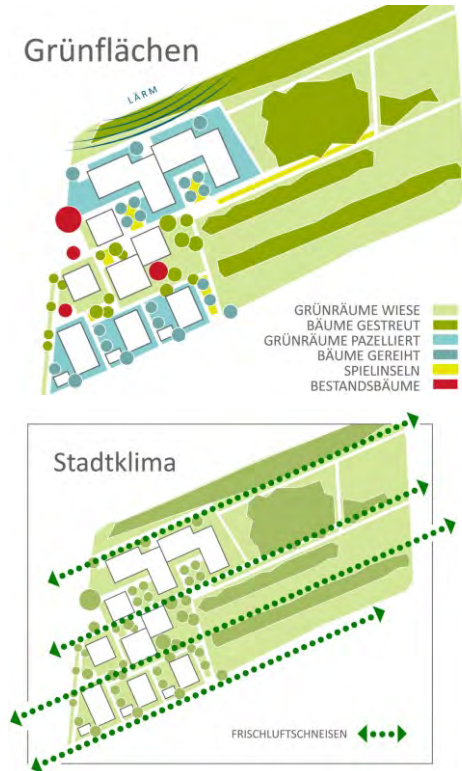 Grünflächen
LÄRM
GRÜNRÄUME WIESE
BÄUME GESTREUT
GRÜNRÄUME PAZELLIERT
BÄUME GEREIHT
SPIELINSELN
BESTANDSBÄUME
Stadtklima
FRISCHLUFTSCHNEISEN